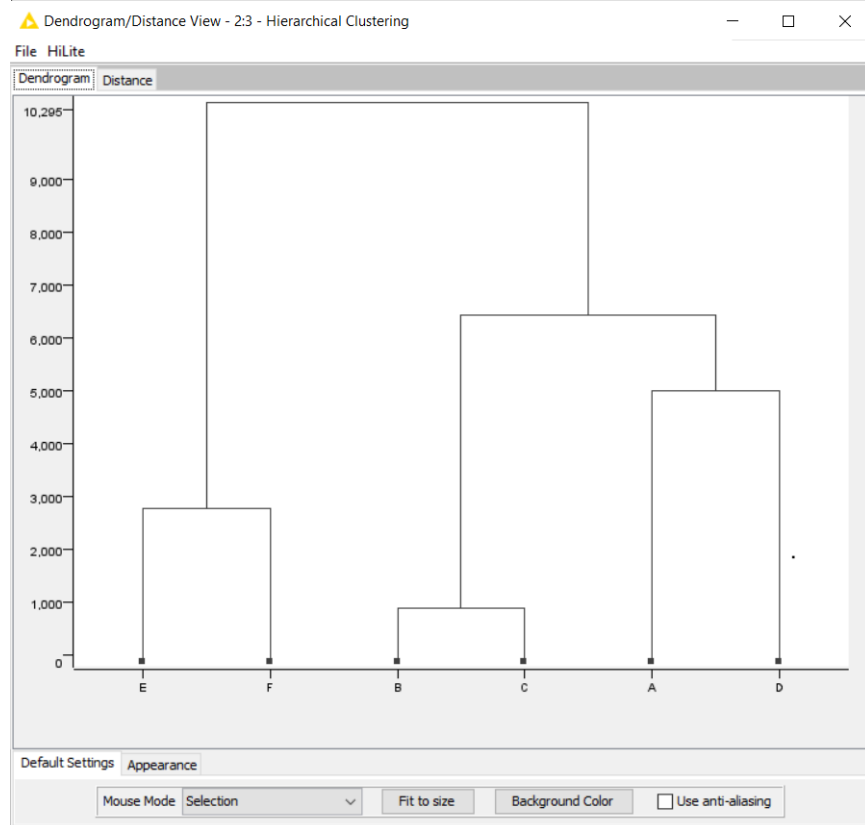 Dendrogram/Distance View - 2:3 - Hierarchical Clustering
File HiLite
Dendrogram Distance
10,295
9,000
8,000
7,000
6,000
5,000
4,000
3,000
2,000
1,000
0
E F B C A D
Default Settings Appearance
Mouse Mode Selection Fit to size Background Color Use anti-aliasing